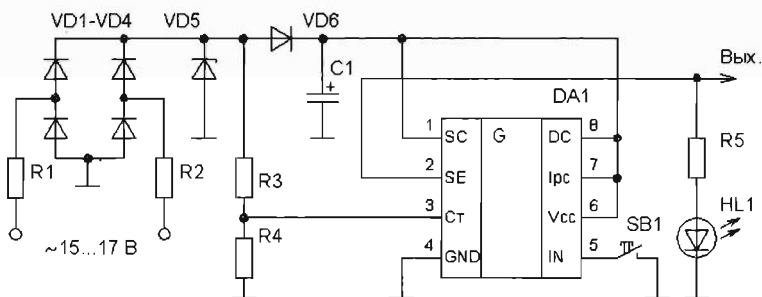 VD1-VD4
VD5
VD6
C1
+
Вых.
DA1
1 SC G DC 8
2 SE Ipc 7
3 Cт Vcc 6
4 GND IN 5
R1
R2
R3
R4
R5
SB1
HL1
~15...17 В